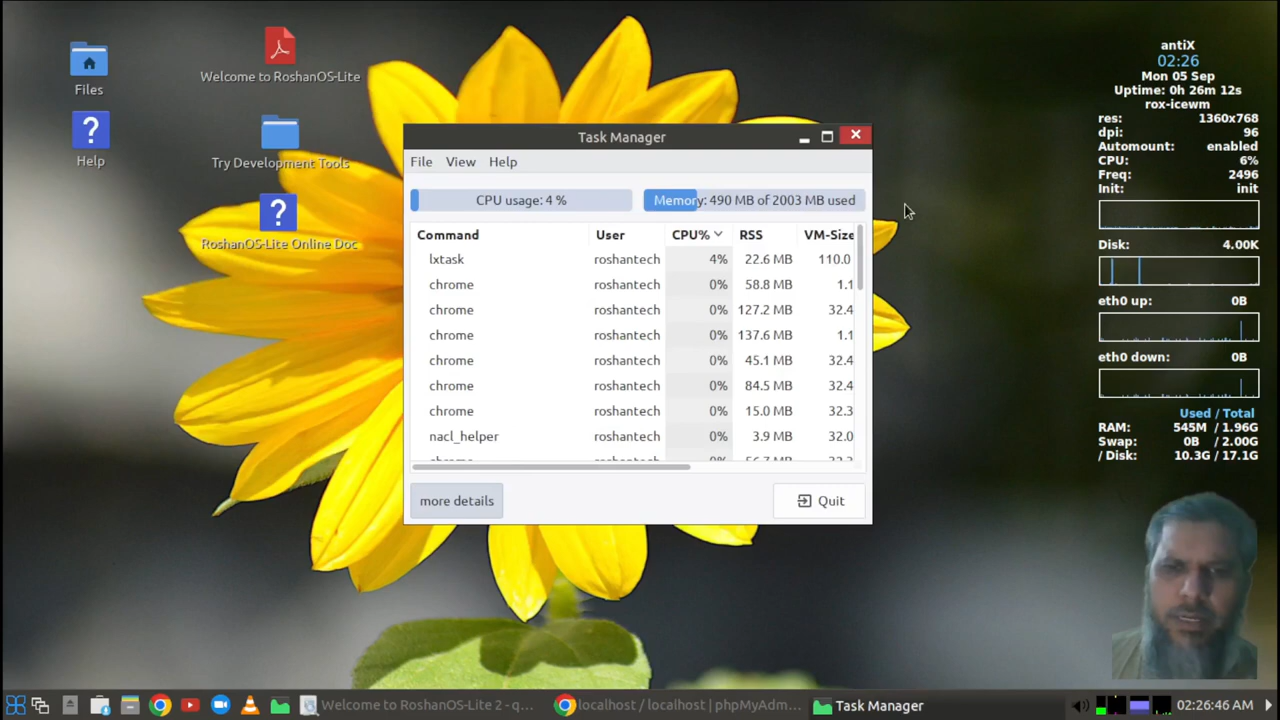 Files
Help
Welcome to RoshanOS-Lite
Try Development Tools
RoshanOS-Lite Online Doc
Task Manager
File View Help
CPU usage: 4 %
Memory: 490 MB of 2003 MB used
Command User CPU% RSS VM-Size
lxtask roshantech 4% 22.6 MB 110.0
chrome roshantech 0% 58.8 MB 1.1
chrome roshantech 0% 127.2 MB 32.4
chrome roshantech 0% 137.6 MB 1.1
chrome roshantech 0% 45.1 MB 32.4
chrome roshantech 0% 84.5 MB 32.4
chrome roshantech 0% 15.0 MB 32.3
nacl_helper roshantech 0% 3.9 MB 32.0
more details
Quit
antiX
02:26
Mon 05 Sep
Uptime: 0h 26m 12s
rox-icewm
res: 1360x768
dpi: 96
Automount: enabled
CPU: 6%
Freq: 2496
Init: init
Disk: 4.00K
eth0 up: 0B
eth0 down: 0B
Used / Total
RAM: 545M / 1.96G
Swap: 0B / 2.00G
/ Disk: 10.3G / 17.1G
Welcome to RoshanOS-Lite 2 - q...
localhost / localhost | phpMyAdm...
Task Manager
02:26:46 AM